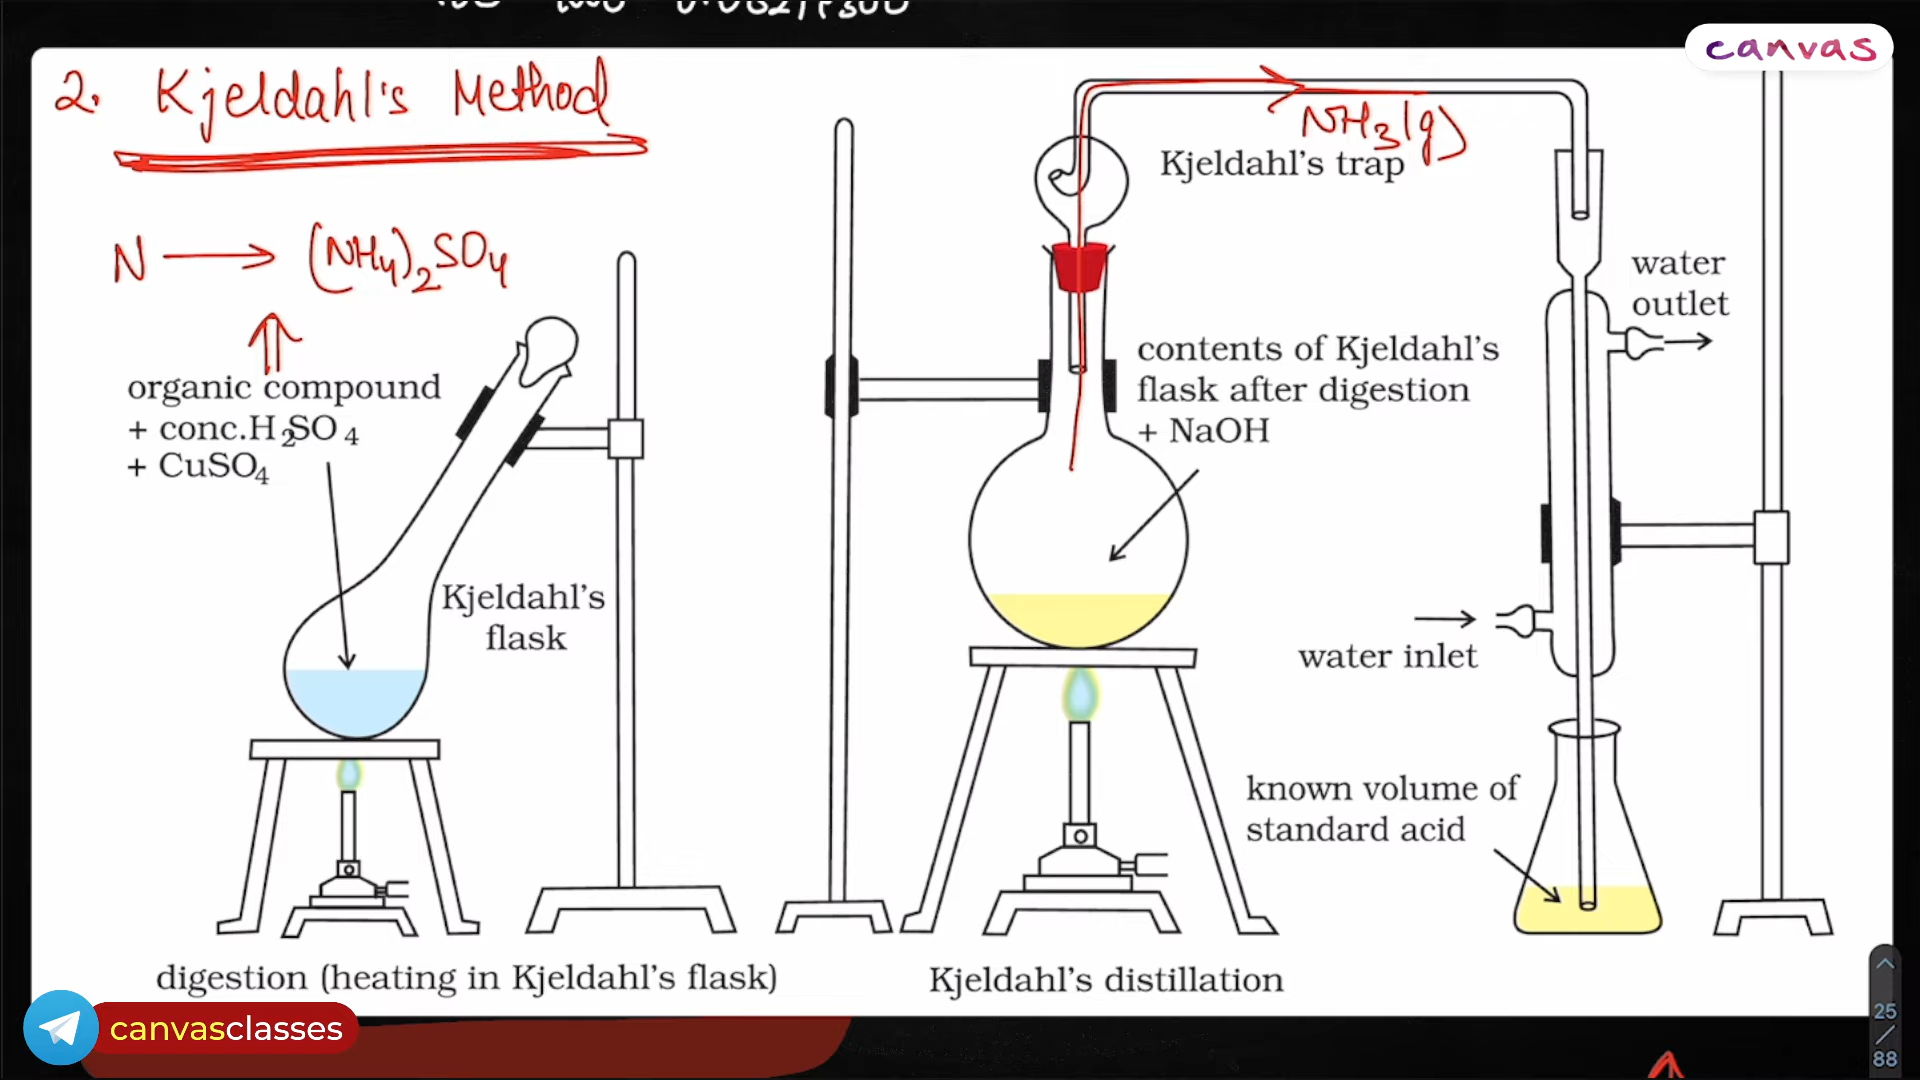 canvas
2. Kjeldahl's Method
NH3(g)
Kjeldahl's trap
N → (NH4)2SO4
water
outlet
organic compound
+ conc.H2SO4
+ CuSO4
contents of Kjeldahl's
flask after digestion
+ NaOH
Kjeldahl's
flask
water inlet
known volume of
standard acid
digestion (heating in Kjeldahl's flask)
Kjeldahl's distillation
canvasclasses
25
/
88